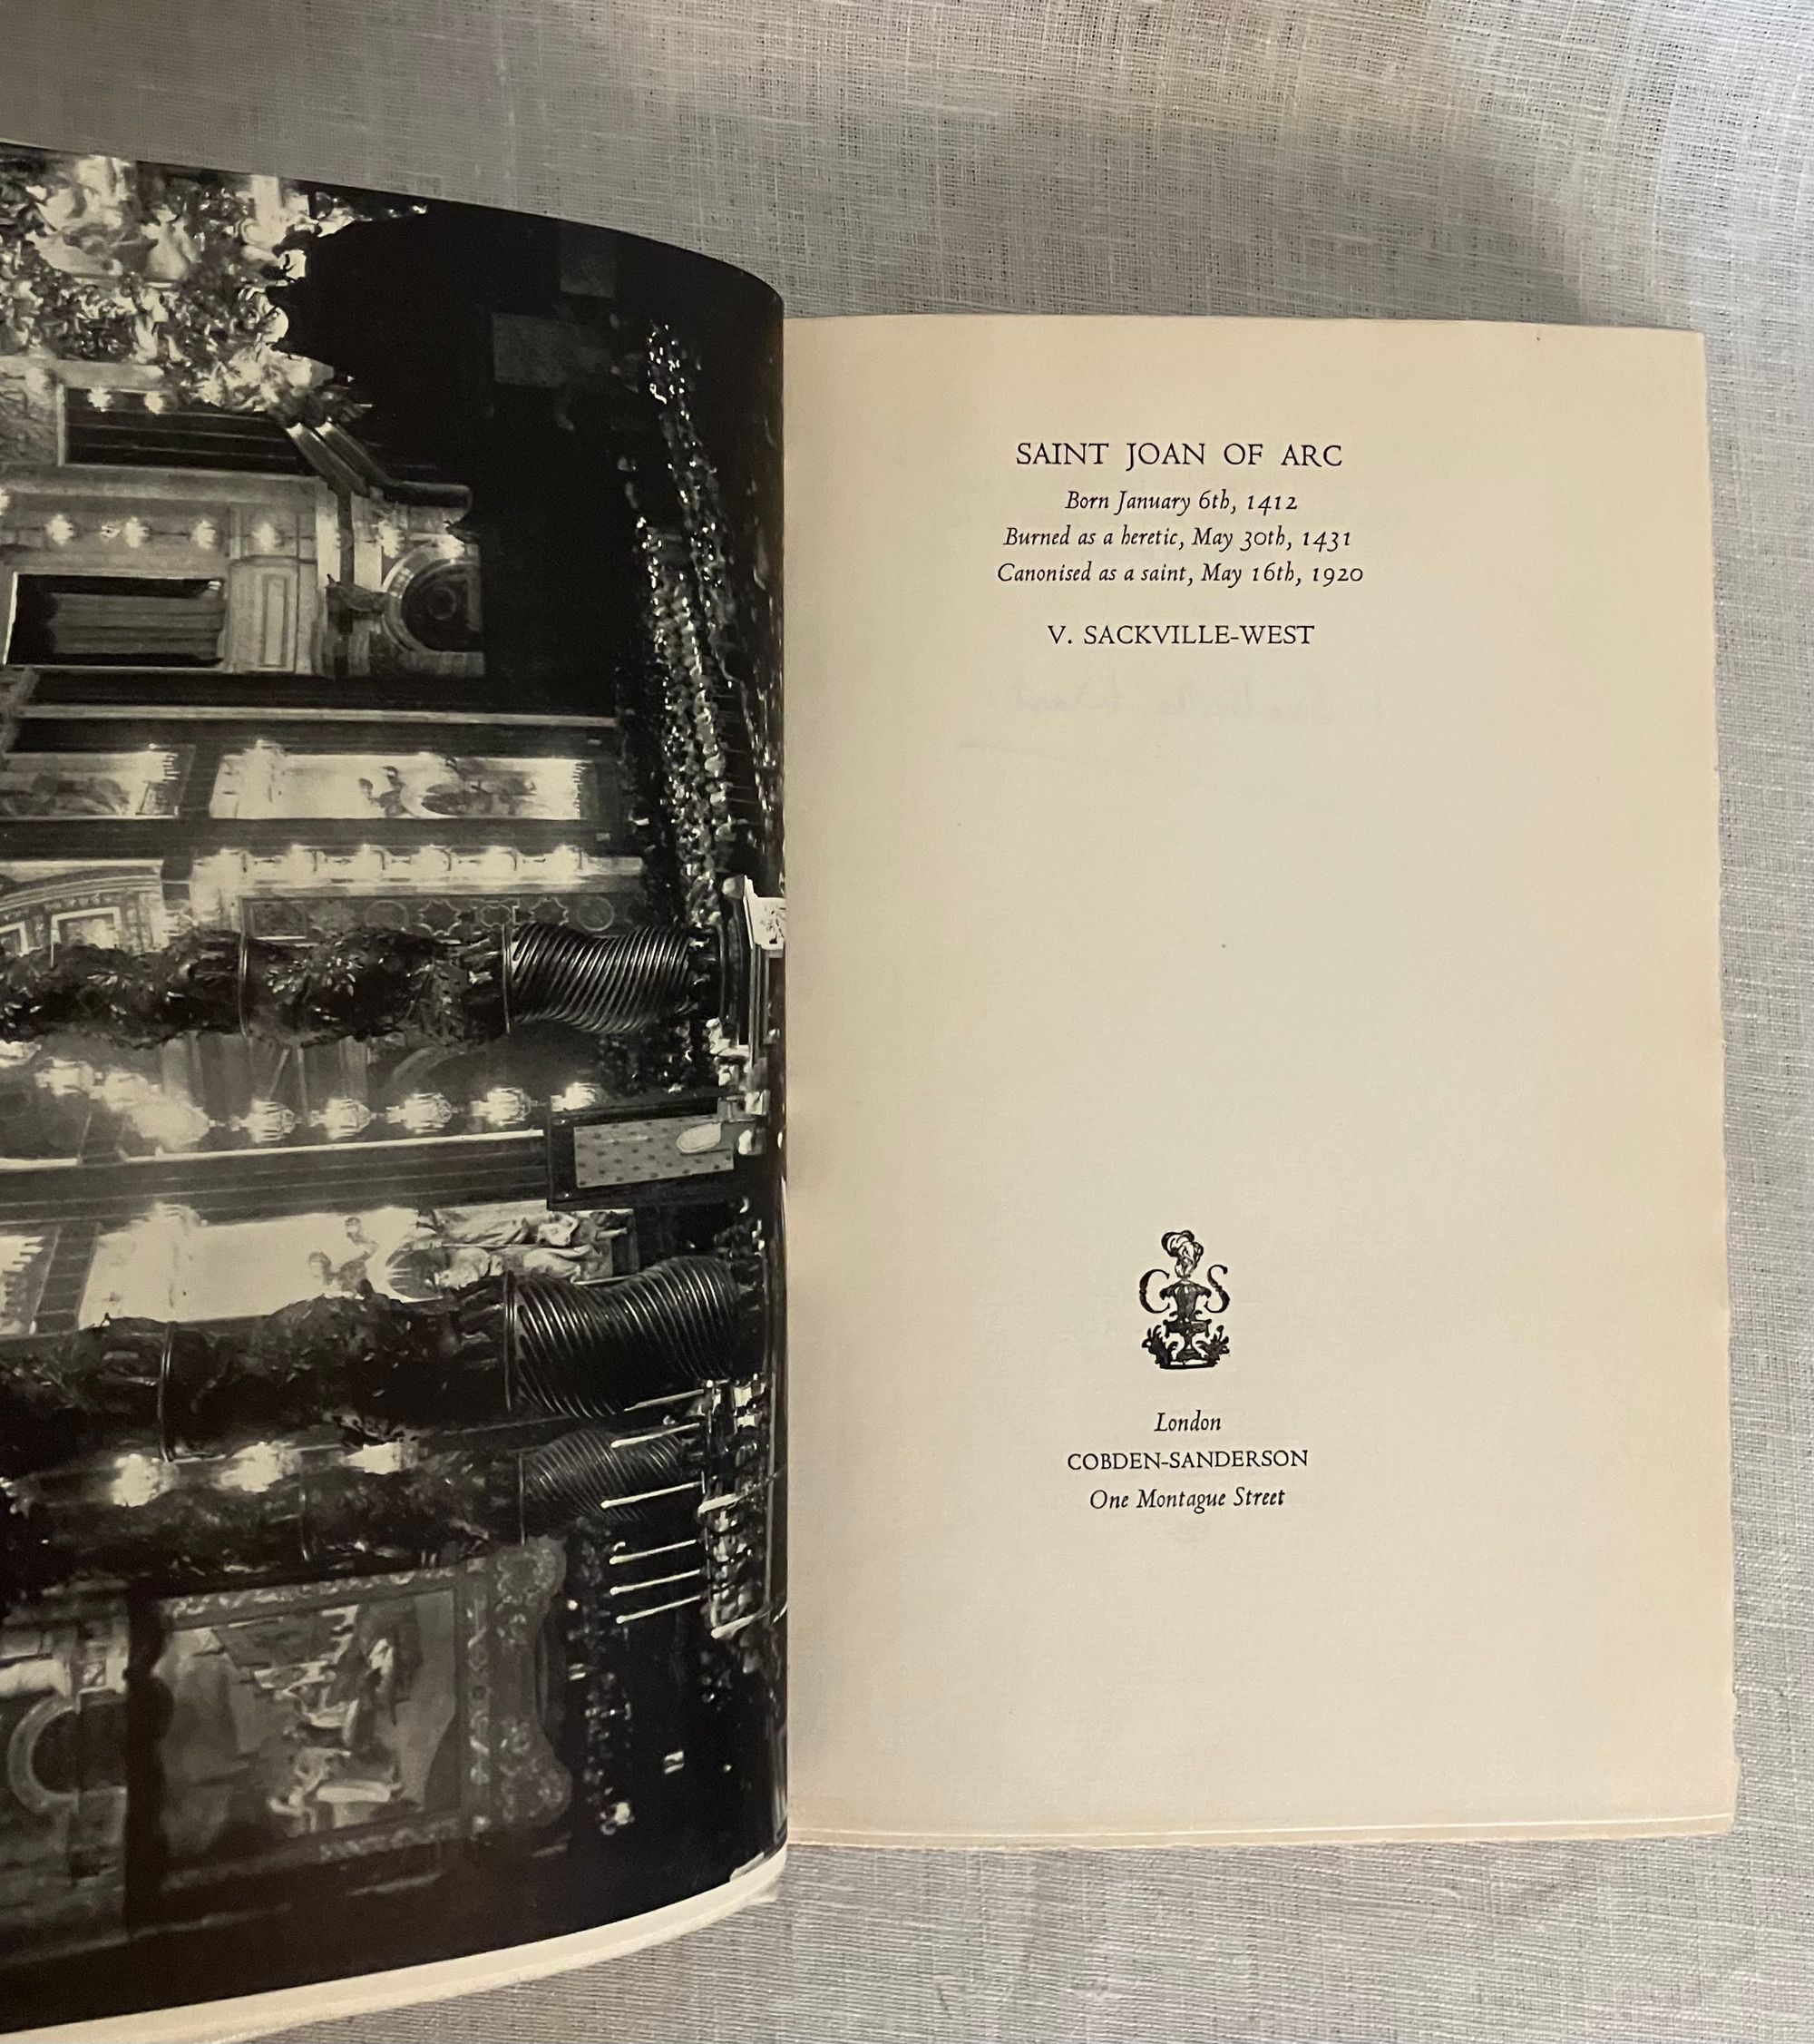 SAINT JOAN OF ARC
Born January 6th, 1412
Burned as a heretic, May 30th, 1431
Canonised as a saint, May 16th, 1920
V. SACKVILLE-WEST
C S
London
COBDEN-SANDERSON
One Montague Street